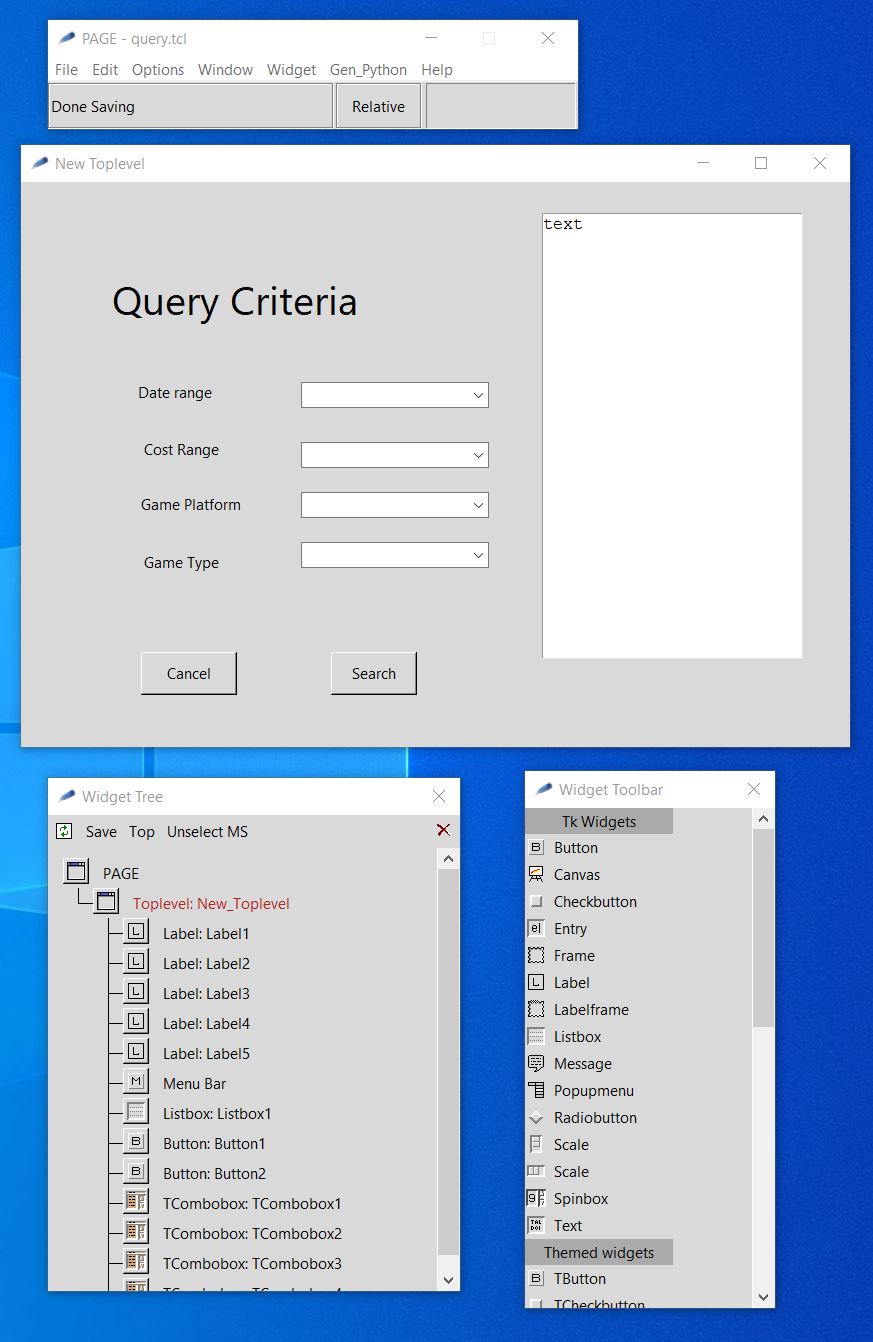 PAGE - query.tcl
File Edit Options Window Widget Gen_Python Help
Done Saving Relative
New Toplevel
text
Query Criteria
Date range
Cost Range
Game Platform
Game Type
Cancel Search
Widget Tree
Save Top Unselect MS
PAGE
Toplevel: New_Toplevel
Label: Label1
Label: Label2
Label: Label3
Label: Label4
Label: Label5
Menu Bar
Listbox: Listbox1
Button: Button1
Button: Button2
TCombobox: TCombobox1
TCombobox: TCombobox2
TCombobox: TCombobox3
Widget Toolbar
Tk Widgets
Button
Canvas
Checkbutton
Entry
Frame
Label
Labelframe
Listbox
Message
Popupmenu
Radiobutton
Scale
Scale
Spinbox
Text
Themed widgets
TButton
TCheckbutton